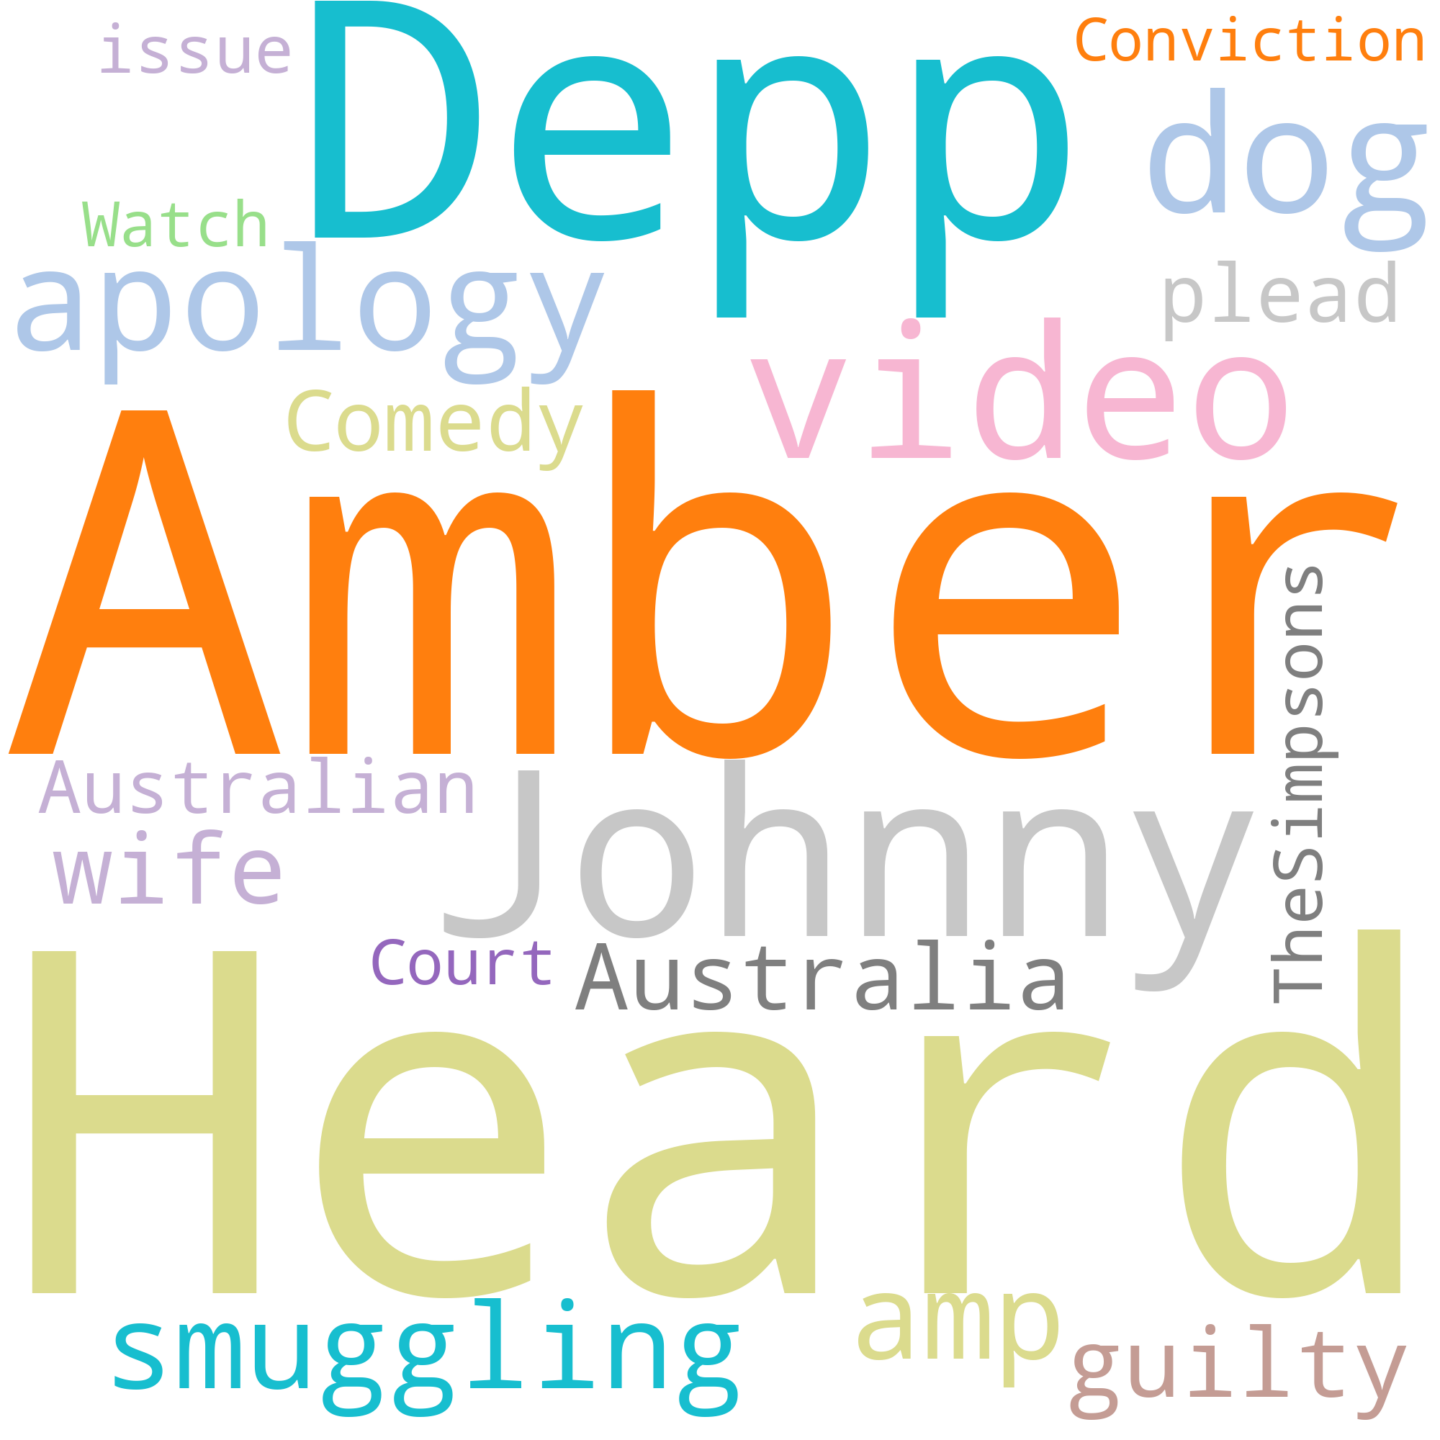 issue
Depp
Conviction
dog
Watch
apology
plead
video
Comedy
Amber
TheSimpsons
Australian
Johnny
wife
Court
Australia
Heard
smuggling
amp
guilty